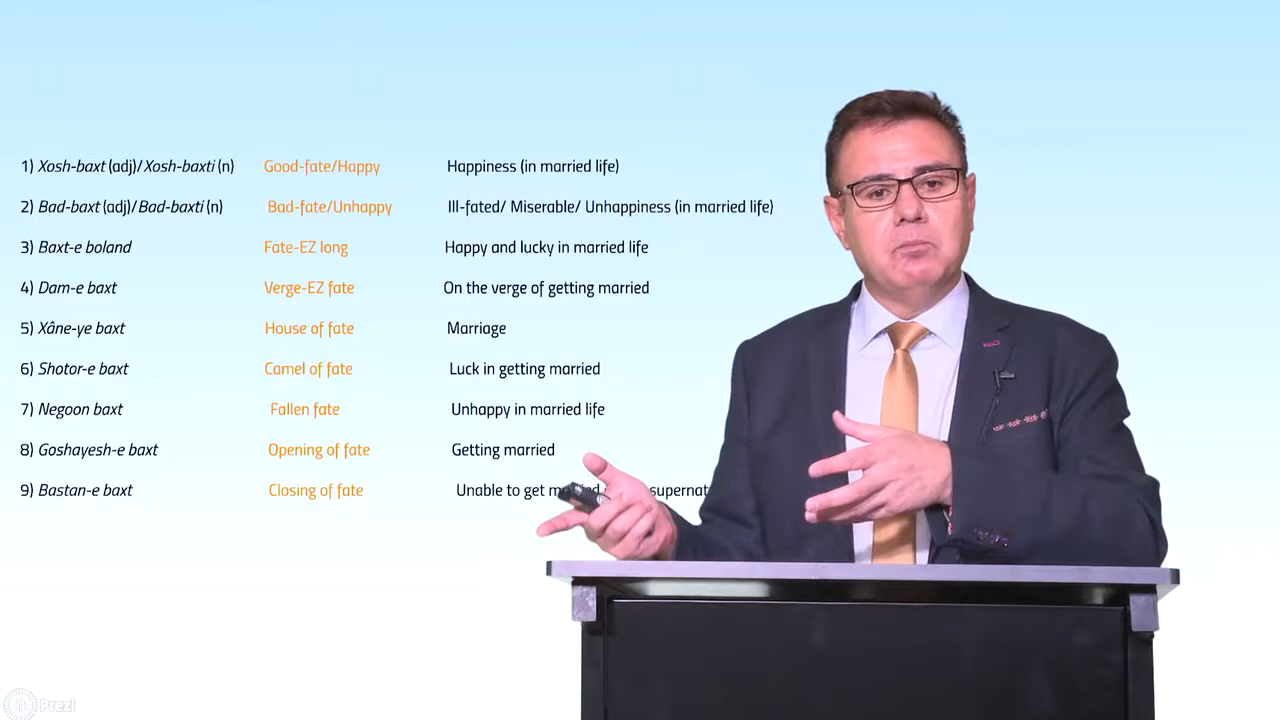 1) Xosh-baxt (adj)/Xosh-baxti (n) Good-fate/Happy Happiness (in married life)
2) Bad-baxt (adj)/Bad-baxti (n) Bad-fate/Unhappy Ill-fated/ Miserable/ Unhappiness (in married life)
3) Baxt-e boland Fate-EZ long Happy and lucky in married life
4) Dam-e baxt Verge-EZ fate On the verge of getting married
5) Xâne-ye baxt House of fate Marriage
6) Shotor-e baxt Camel of fate Luck in getting married
7) Negoon baxt Fallen fate Unhappy in married life
8) Goshayesh-e baxt Opening of fate Getting married
9) Bastan-e baxt Closing of fate Unable to get
Prezi